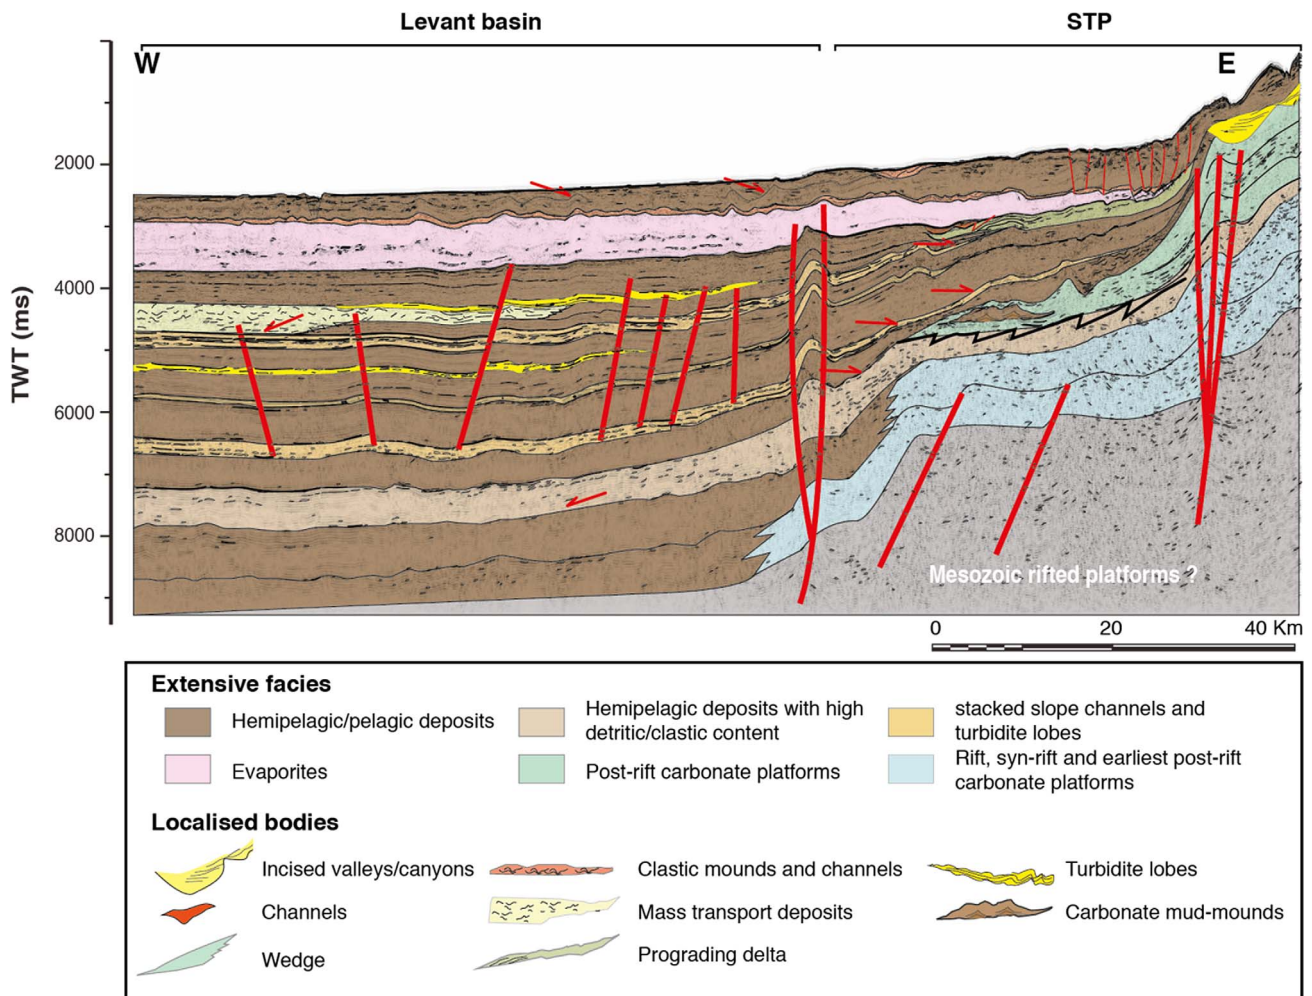 Levant basin
STP
W
E
2000
4000
6000
8000
TWT (ms)
Mesozoic rifted platforms ?
0
20
40 Km
Extensive facies
Hemipelagic/pelagic deposits
Hemipelagic deposits with high
detritic/clastic content
stacked slope channels and
turbidite lobes
Evaporites
Post-rift carbonate platforms
Rift, syn-rift and earliest post-rift
carbonate platforms
Localised bodies
Incised valleys/canyons
Clastic mounds and channels
Turbidite lobes
Channels
Mass transport deposits
Carbonate mud-mounds
Wedge
Prograding delta